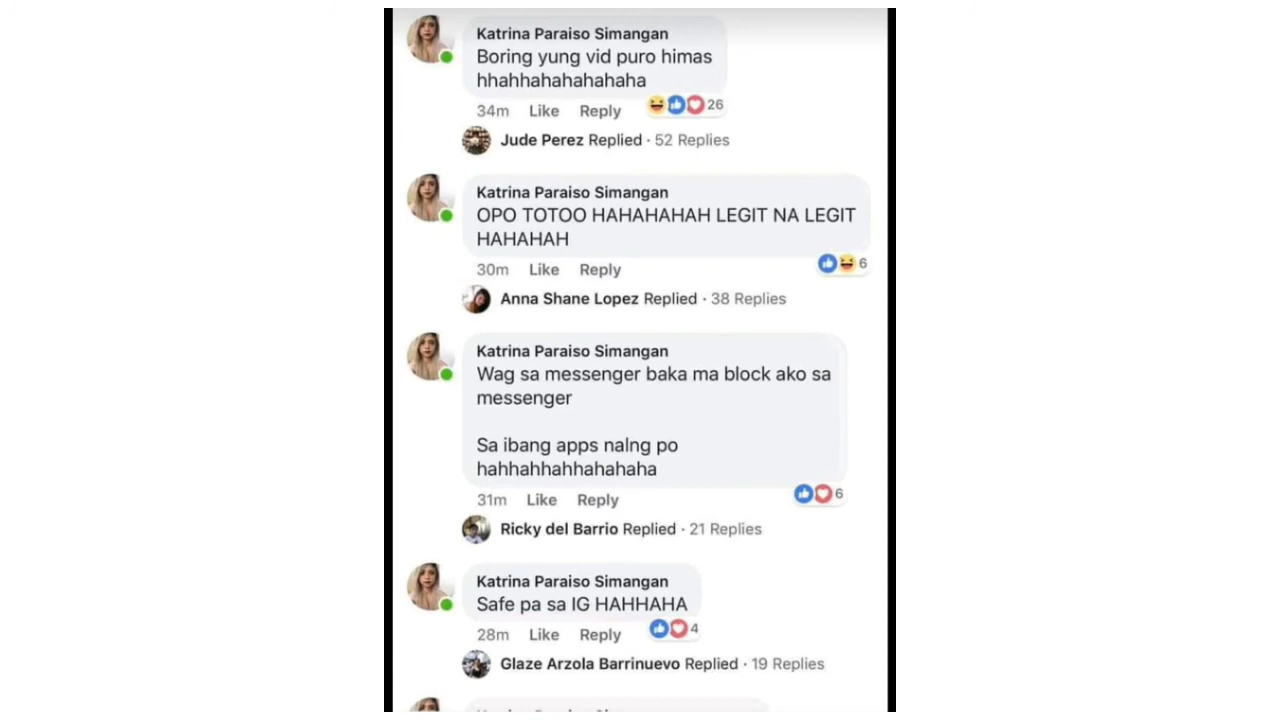 Katrina Paraiso Simangan
Boring yung vid puro himas
hhahhahahahahaha
34m Like Reply 26
Jude Perez Replied · 52 Replies
Katrina Paraiso Simangan
OPO TOTOO HAHAHAHAH LEGIT NA LEGIT
HAHAHAH
30m Like Reply 6
Anna Shane Lopez Replied · 38 Replies
Katrina Paraiso Simangan
Wag sa messenger baka ma block ako sa
messenger
Sa ibang apps nalng po
hahhahhahhahahaha
31m Like Reply 6
Ricky del Barrio Replied · 21 Replies
Katrina Paraiso Simangan
Safe pa sa IG HAHHAHA
28m Like Reply 4
Glaze Arzola Barrinuevo Replied · 19 Replies